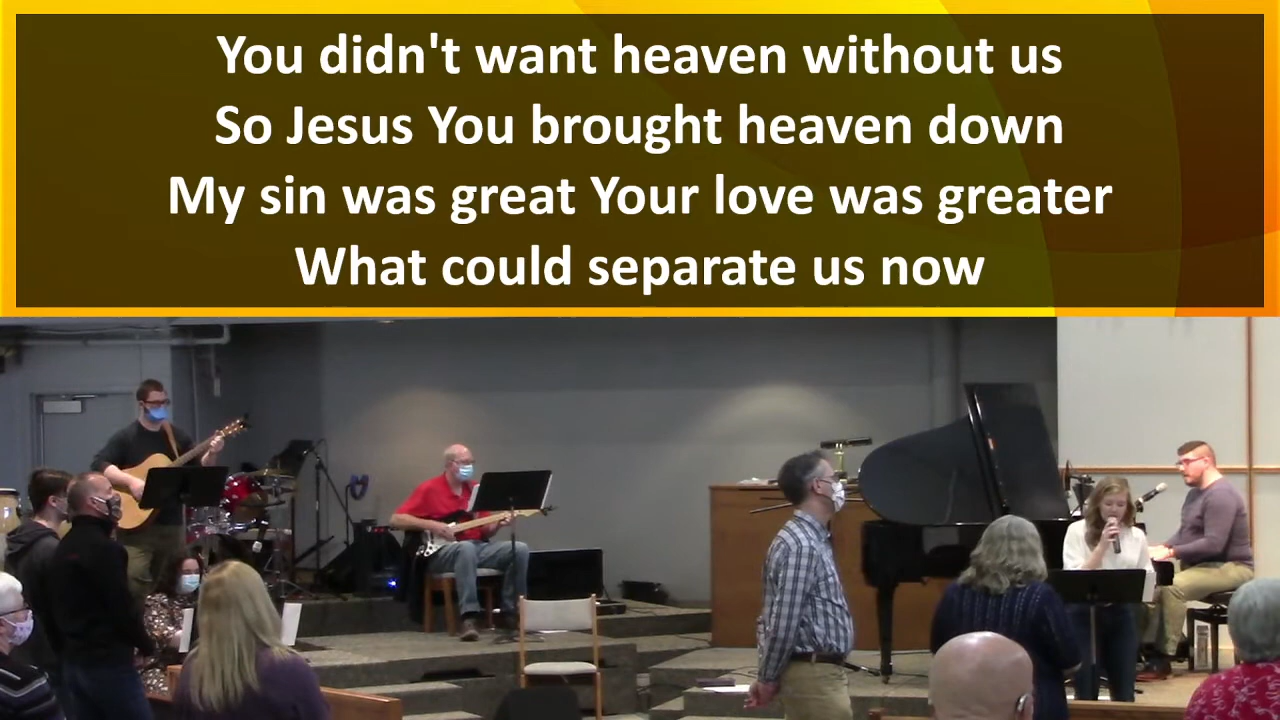 You didn't want heaven without us
So Jesus You brought heaven down
My sin was great Your love was greater
What could separate us now